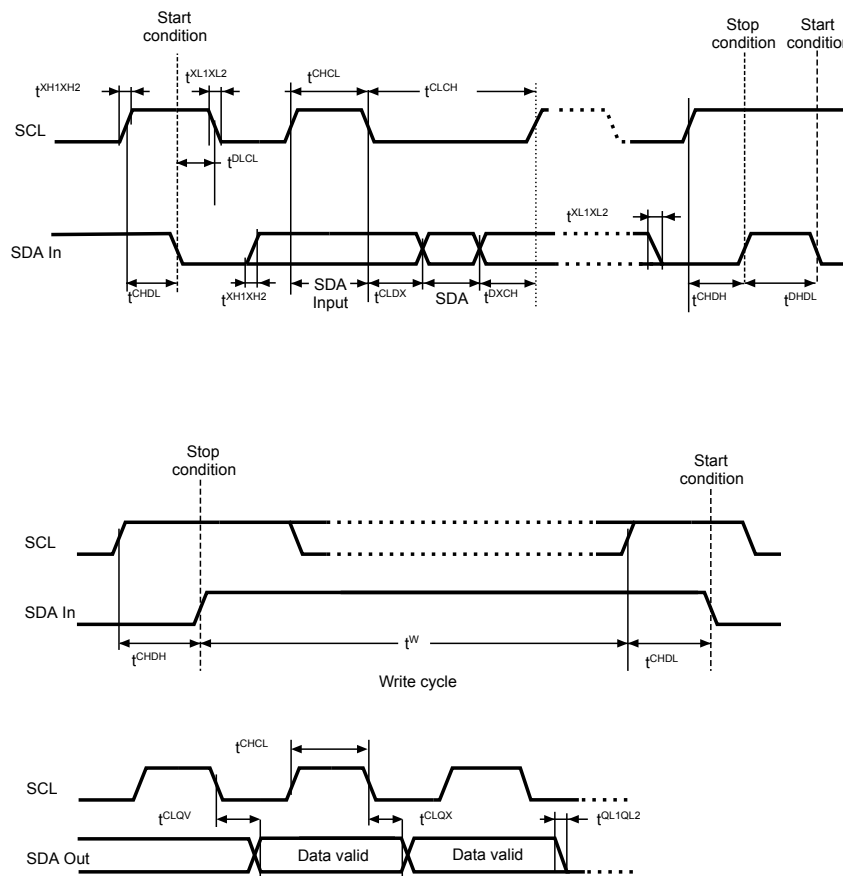 Start
condition
Stop
condition
Start
condition
tXH1XH2
tXL1XL2
tCHCL
tCLCH
SCL
tDLCL
tXL1XL2
SDA In
tCHDL
tXH1XH2
SDA
Input
tCLDX
SDA
tDXCH
tCHDH
tDHDL
Stop
condition
Start
condition
SCL
SDA In
tCHDH
tW
tCHDL
Write cycle
tCHCL
SCL
tCLQV
tCLQX
tQL1QL2
SDA Out
Data valid
Data valid